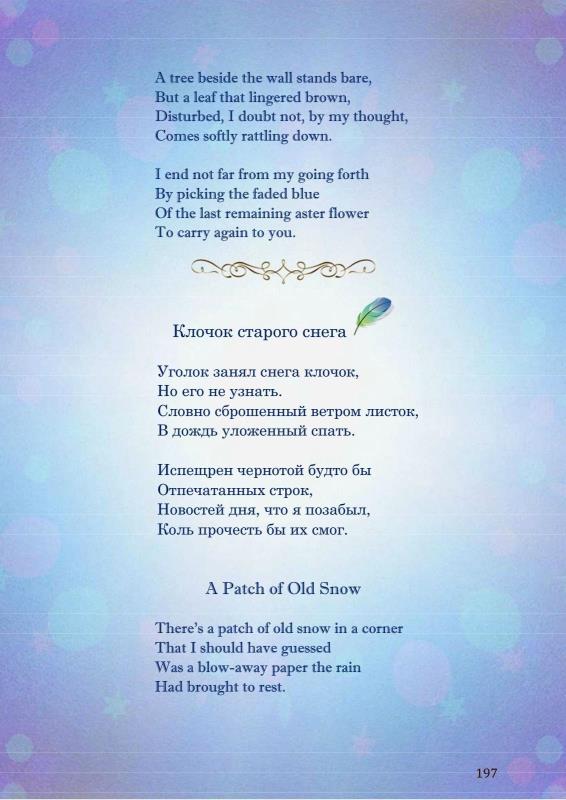 A tree beside the wall stands bare,
But a leaf that lingered brown,
Disturbed, I doubt not, by my thought,
Comes softly rattling down.
I end not far from my going forth
By picking the faded blue
Of the last remaining aster flower
To carry again to you.
Клочок старого снега
Уголок занял снега клочок,
Но его не узнать.
Словно сброшенный ветром листок,
В дождь уложенный спать.
Испещрен чернотой будто бы
Отпечатанных строк,
Новостей дня, что я позабыл,
Коль прочесть бы их смог.
A Patch of Old Snow
There's a patch of old snow in a corner
That I should have guessed
Was a blow-away paper the rain
Had brought to rest.
197